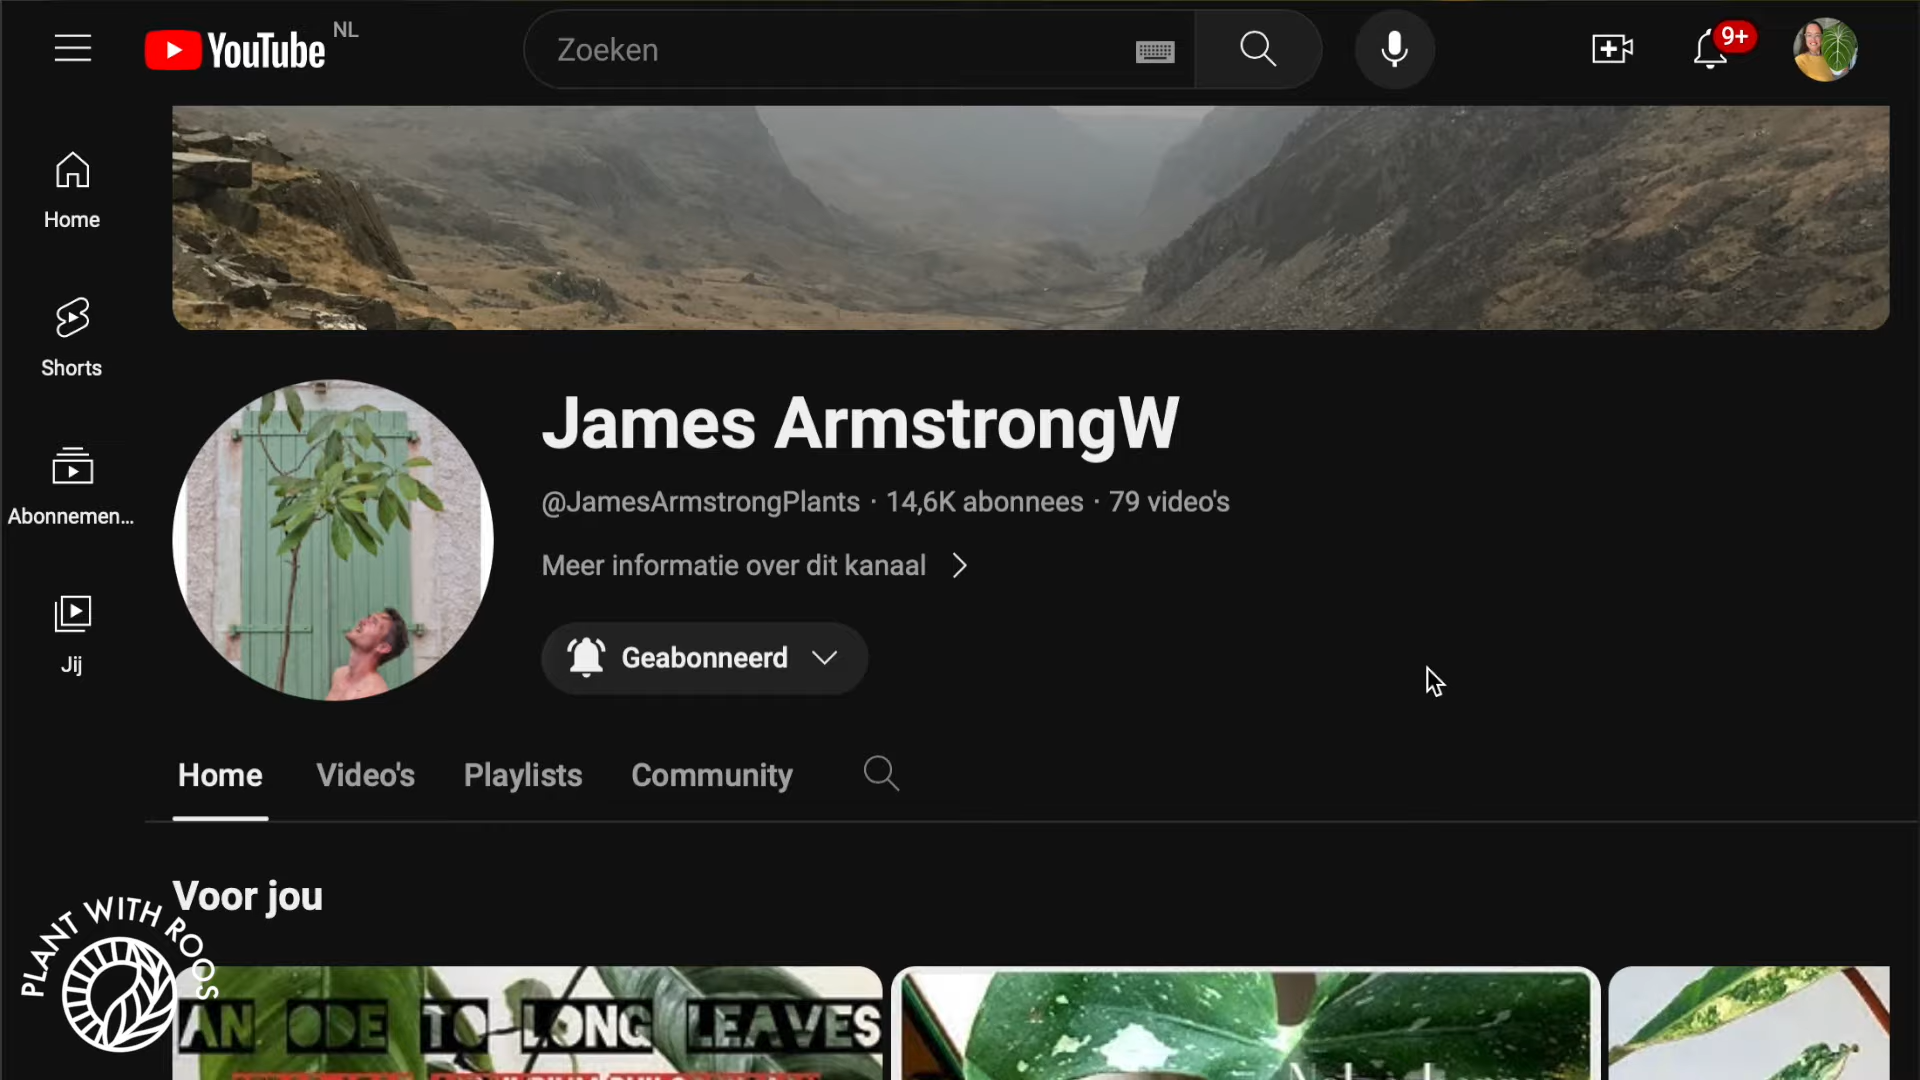 YouTube NL
Zoeken
9+
Home
Shorts
Abonnemen...
Jij
James ArmstrongW
@JamesArmstrongPlants · 14,6K abonnees · 79 video's
Meer informatie over dit kanaal
Geabonneerd
Home Video's Playlists Community
Voor jou
PLANT WITH ROOS
AN ODE TO LONG LEAVES